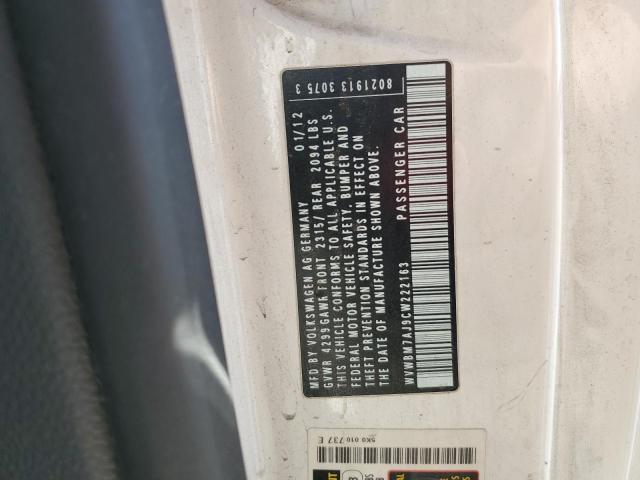 8021913 3075 3
MFD BY VOLKSWAGEN AG GERMANY 01/12
GVWR 4299 GAWR FRONT 2315/ REAR 2094 LBS
THIS VEHICLE CONFORMS TO ALL APPLICABLE U.S.
FEDERAL MOTOR VEHICLE SAFETY, BUMPER AND
THEFT PREVENTION STANDARDS IN EFFECT ON
THE DATE OF MANUFACTURE SHOWN ABOVE.
WVWBM7AJ9CW222163 PASSENGER CAR
5K0 010 737 E